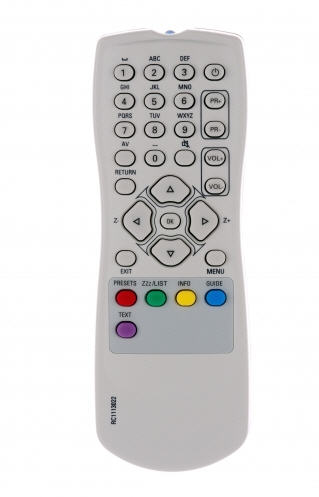 ␣ ABC DEF
1 2 3
GHI JKL MNO
4 5 6 PR+
PQRS TUV WXYZ
7 8 9 PR-
AV
0 VOL+
RETURN VOL
Z- OK Z+
EXIT MENU
PRESETS ZZz/LIST INFO GUIDE
TEXT
RC1113822